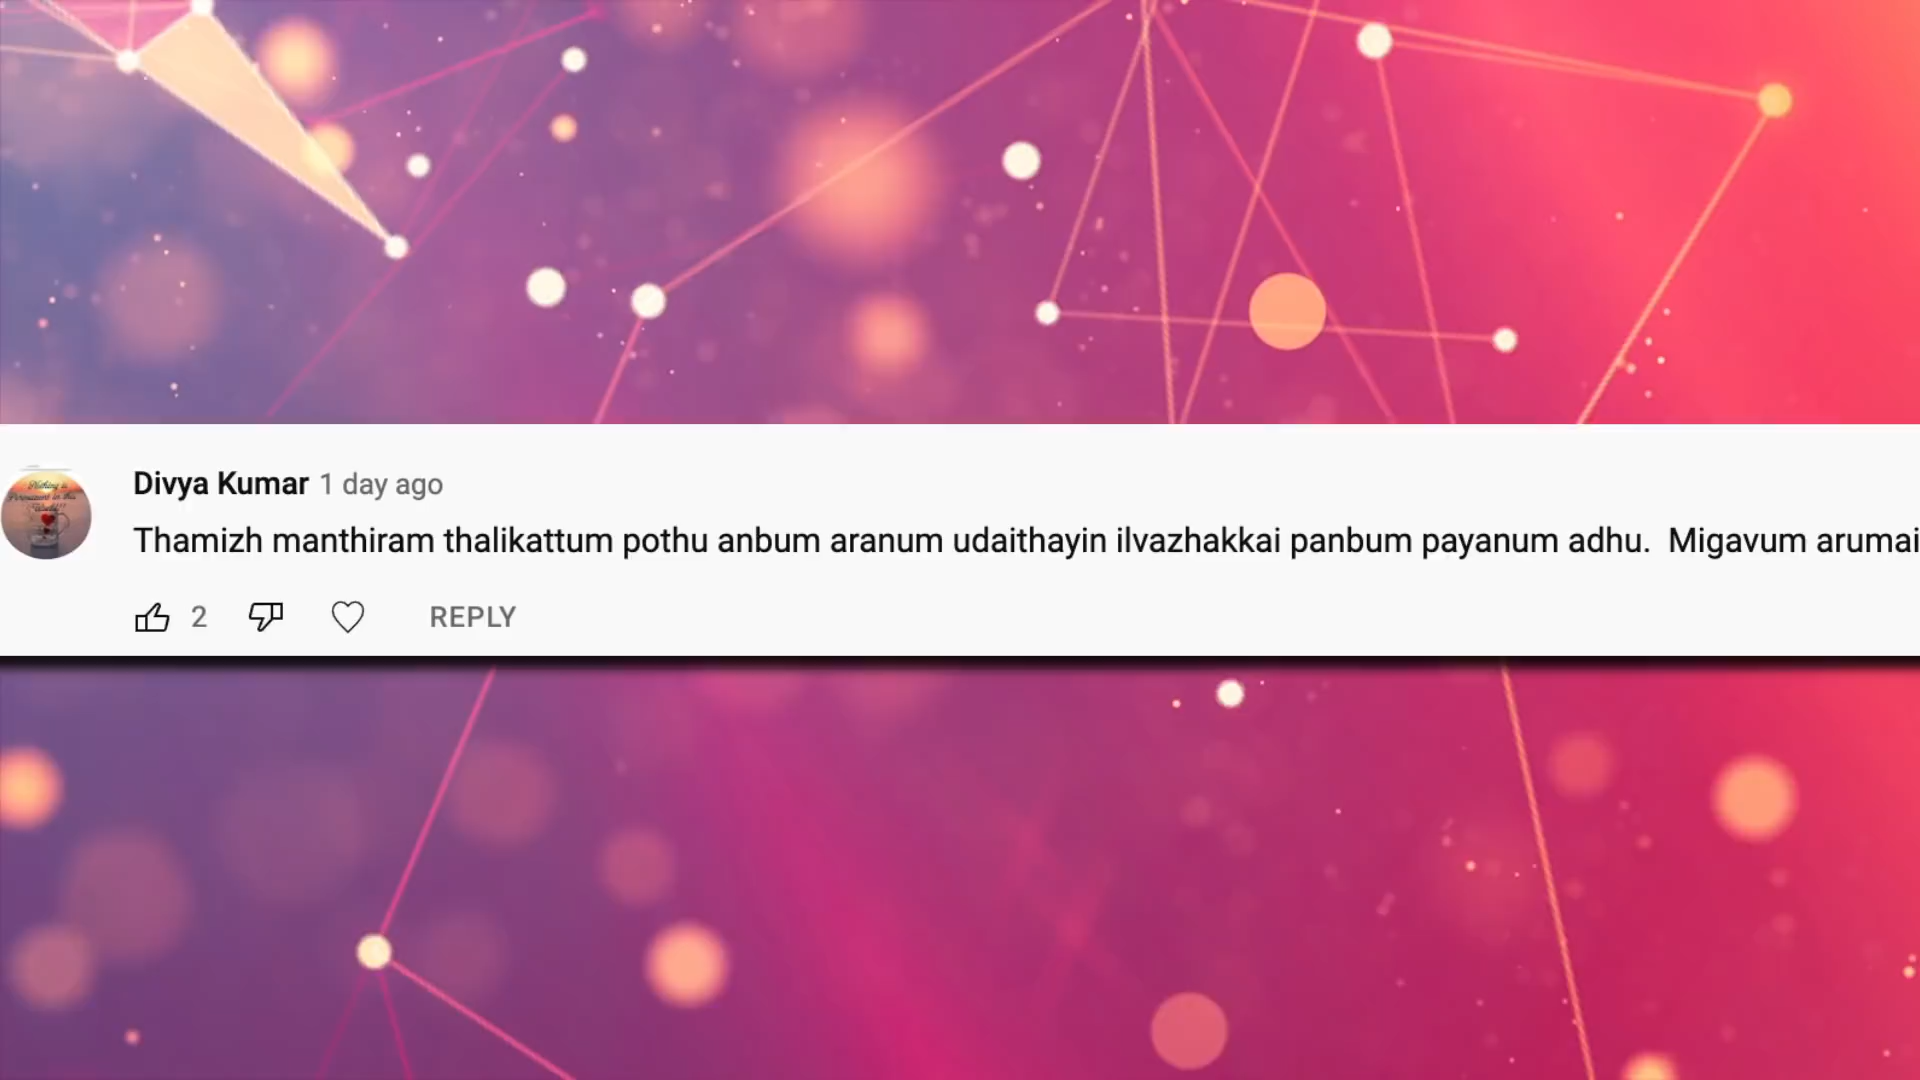 Divya Kumar 1 day ago
Thamizh manthiram thalikattum pothu anbum aranum udaithayin ilvazhakkai panbum payanum adhu. Migavum arumai
2 REPLY